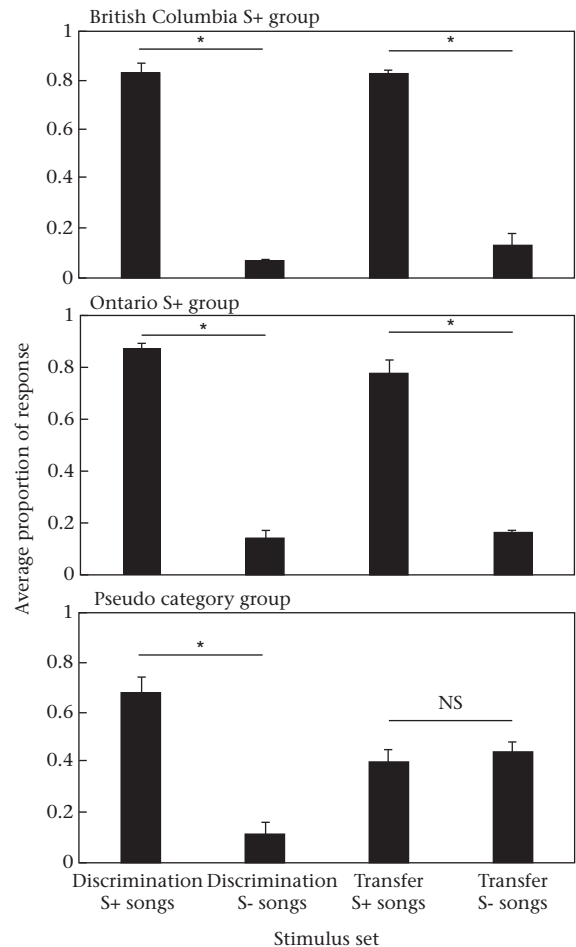 British Columbia S+ group
1
0.8
0.6
0.4
0.2
0
* *
Ontario S+ group
1
0.8
0.6
0.4
0.2
0
* *
Average proportion of response
Pseudo category group
1
0.8
0.6
0.4
0.2
0
*
NS
Discrimination Discrimination Transfer Transfer
S+ songs S- songs S+ songs S- songs
Stimulus set